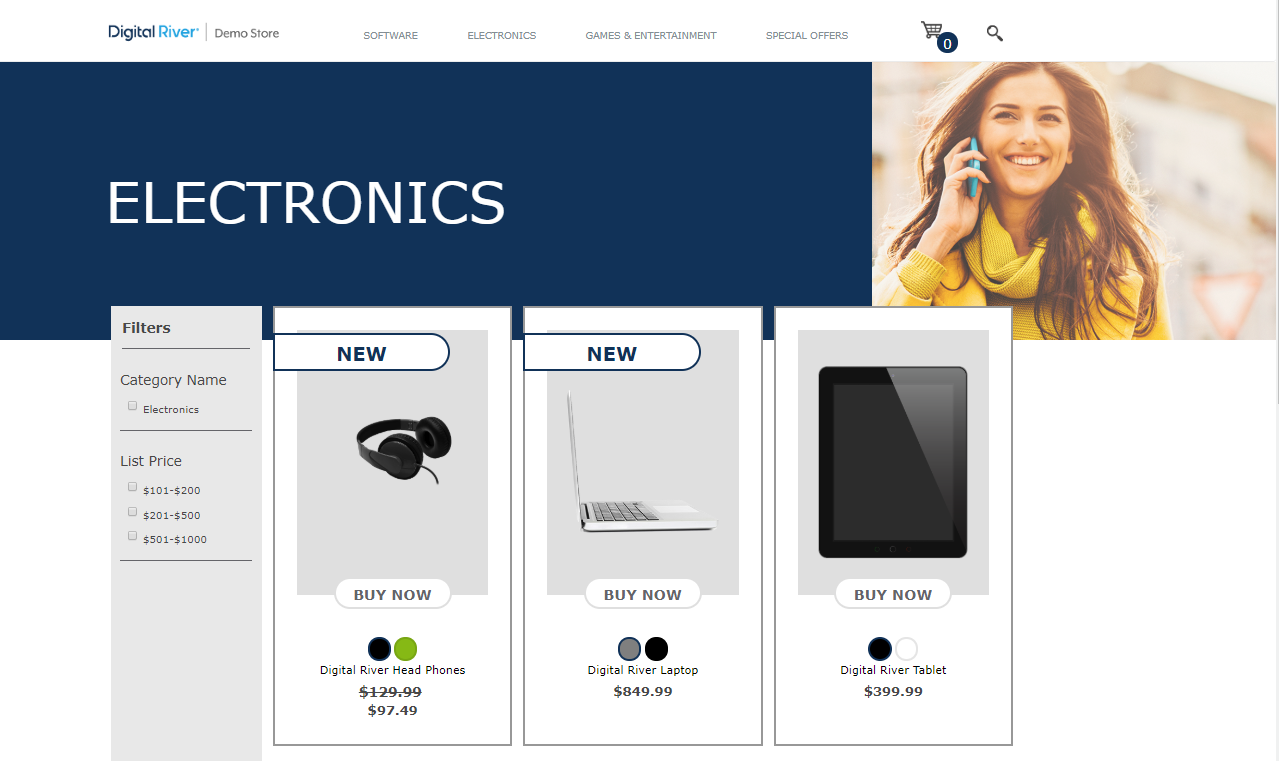 Digital River® Demo Store
SOFTWARE
ELECTRONICS
GAMES & ENTERTAINMENT
SPECIAL OFFERS
0
ELECTRONICS
Filters
Category Name
Electronics
List Price
$101-$200
$201-$500
$501-$1000
NEW
BUY NOW
Digital River Head Phones
$129.99
$97.49
NEW
BUY NOW
Digital River Laptop
$849.99
BUY NOW
Digital River Tablet
$399.99